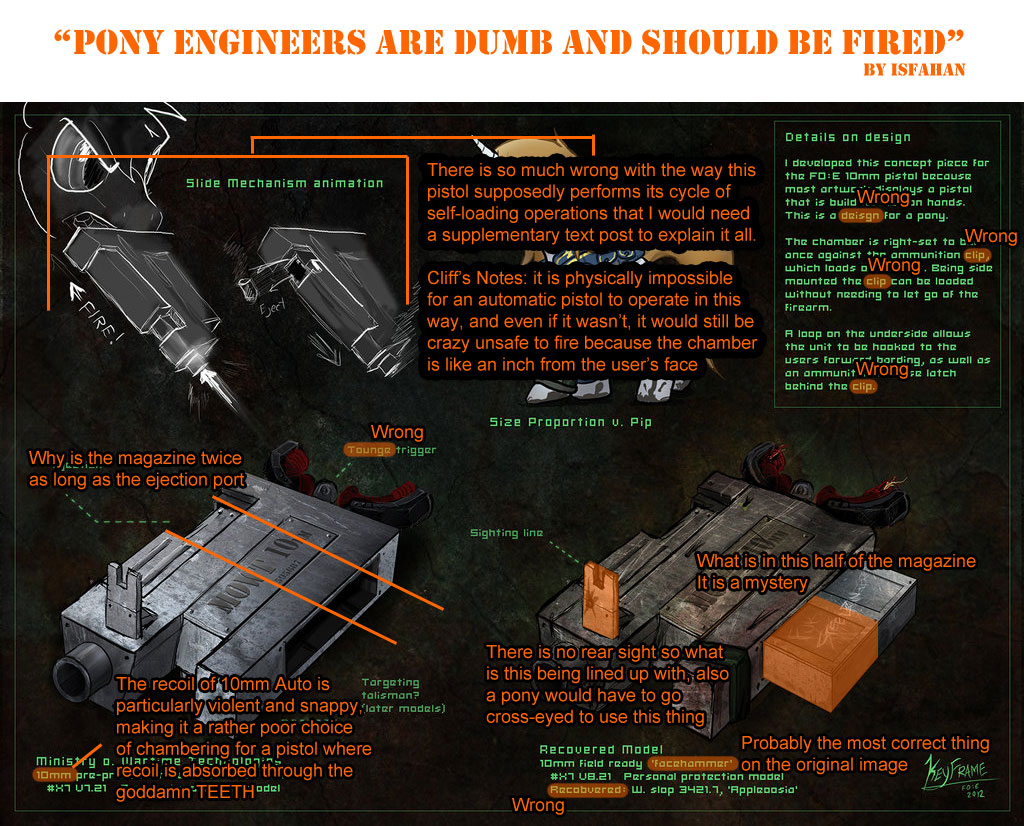 "PONY ENGINEERS ARE DUMB AND SHOULD BE FIRED"
BY ISFAHAN
Slide Mechanism animation
FIRE!
Eject
There is so much wrong with the way this
pistol supposedly performs its cycle of
self-loading operations that I would need
a supplementary text post to explain it all.
Cliff's Notes: it is physically impossible
for an automatic pistol to operate in this
way, and even if it wasn't, it would still be
crazy unsafe to fire because the chamber
is like an inch from the user's face
Size Proportion v. Pip
Details on design
I developed this concept piece for
the FO:E 10mm pistol because
most displays a pistol
that is build hands.
Wrong
This is a deisgn for a pony.
Wrong
The chamber is right-set to
ance against the ammunition clip,
Wrong
which loads . Being side
mounted the clip can be loaded
without needing to let go of the
firearm.
A loop on the underside allows
the unit to be hooked to the
users forward barding, as well as
Wrong
an latch
behind the clip.
Wrong
Tounge trigger
Why is the magazine twice
as long as the ejection port
Sighting line
What is in this half of the magazine
It is a mystery
There is no rear sight so what
is this being lined up with, also
a pony would have to go
cross-eyed to use this thing
Targeting
talisman?
(later models)
The recoil of 10mm Auto is
particularly violent and snappy,
making it a rather poor choice
of chambering for a pistol where
recoil is absorbed through the
goddamn TEETH
Ministry of Wartime Technologies
10mm
#X7 V7.21
Recovered Model
10mm field ready 'Facehammer'
#X7 V8.21 Personal protection model
Recobvered: W. slop 3421.7, 'Appleoosia'
Wrong
Probably the most correct thing
on the original image
KEYFRAME
FO:E
2012